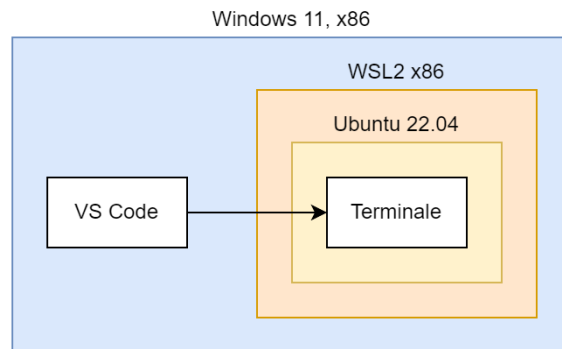 Windows 11, x86
WSL2 x86
Ubuntu 22.04
VS Code
Terminale